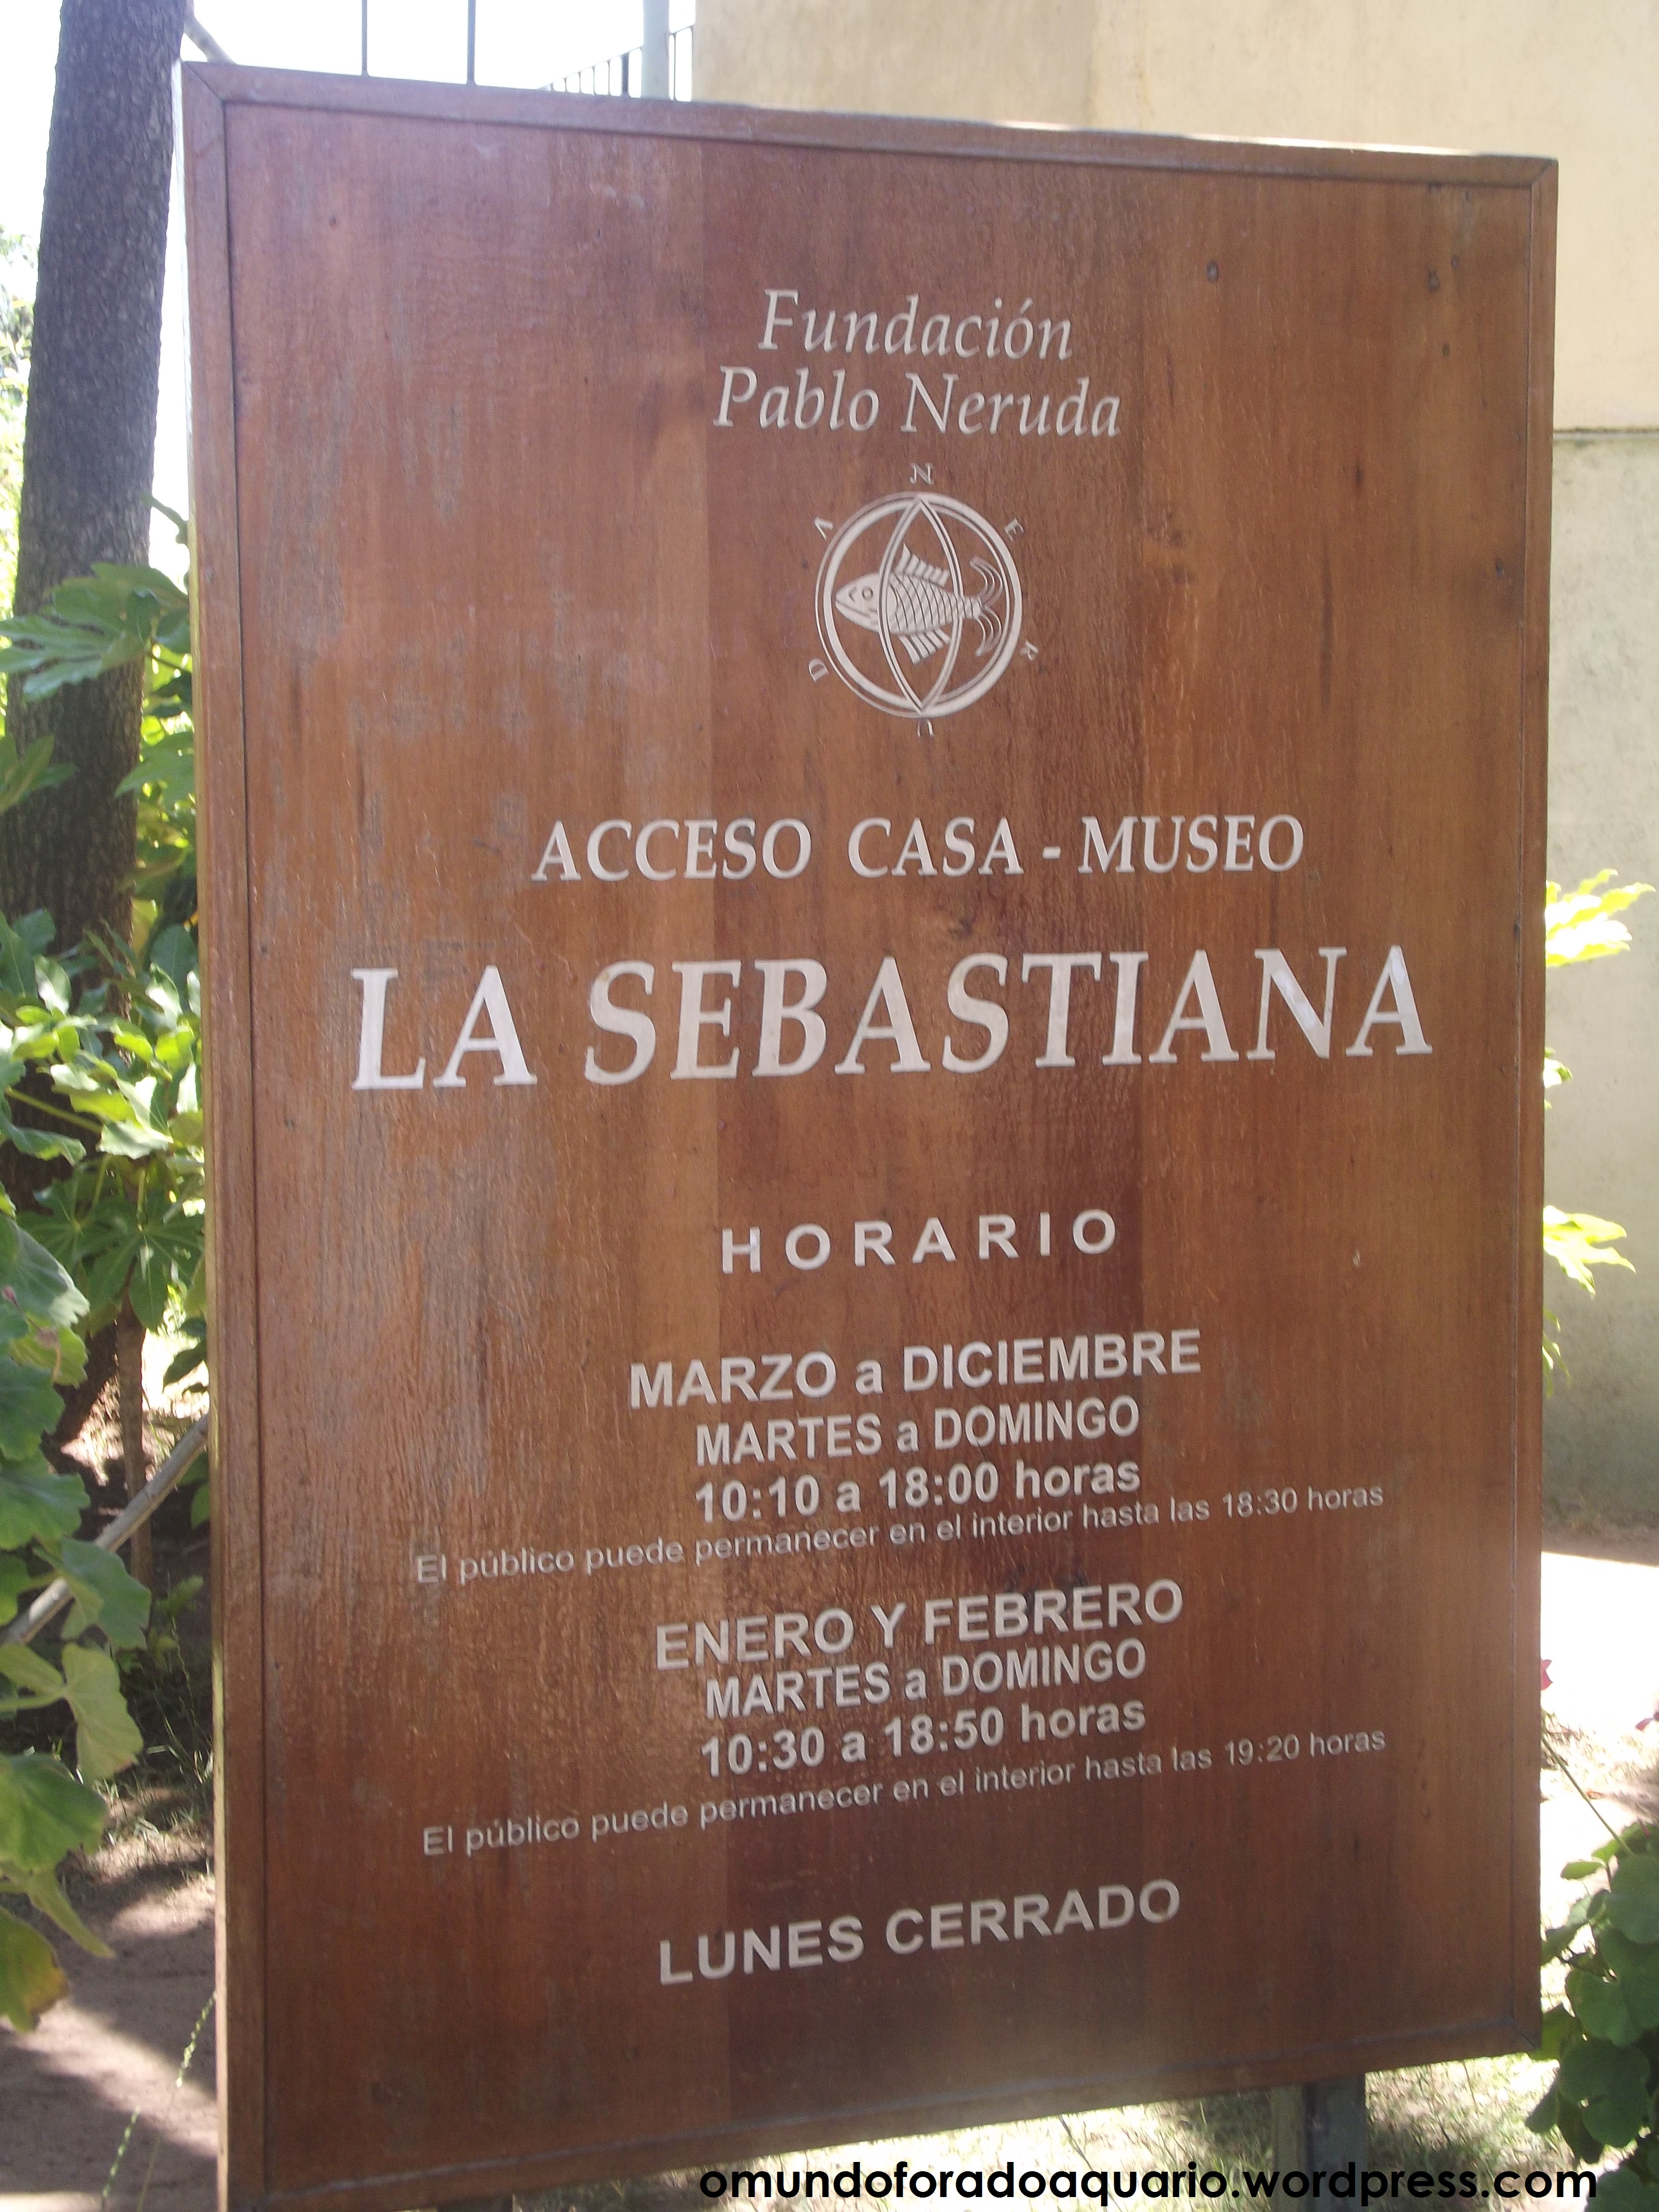 Fundación
Pablo Neruda
N E R U D A
ACCESO CASA - MUSEO
LA SEBASTIANA
HORARIO
MARZO a DICIEMBRE
MARTES a DOMINGO
10:10 a 18:00 horas
El público puede permanecer en el interior hasta las 18:30 horas
ENERO Y FEBRERO
MARTES a DOMINGO
10:30 a 18:50 horas
El público puede permanecer en el interior hasta las 19:20 horas
LUNES CERRADO
omundoforadoaquario.wordpress.com